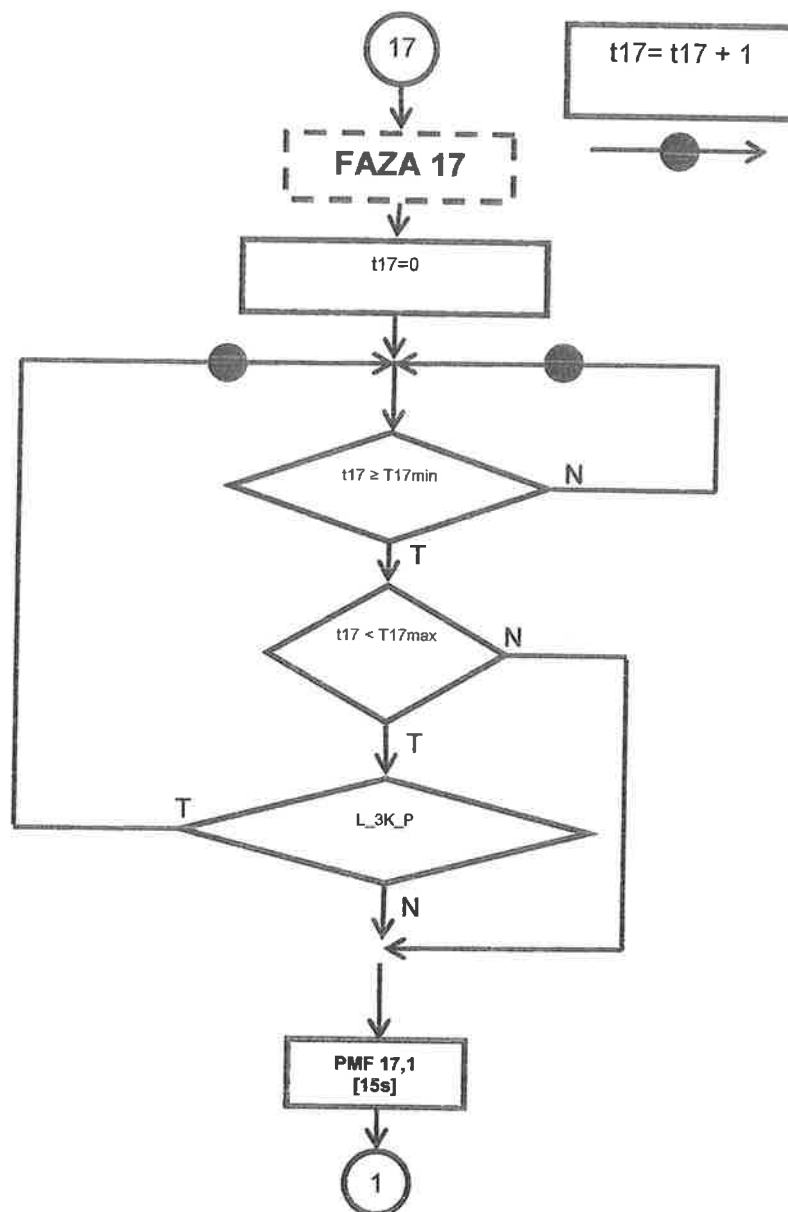 17
t17= t17 + 1
FAZA 17
t17=0
t17 ≥ T17min
N
T
t17 < T17max
N
T
T
L_3K_P
N
PMF 17,1
[15s]
1